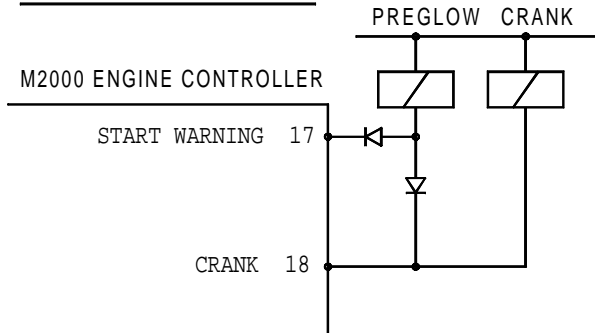 PREGLOW CRANK
M2000 ENGINE CONTROLLER
START WARNING 17
CRANK 18